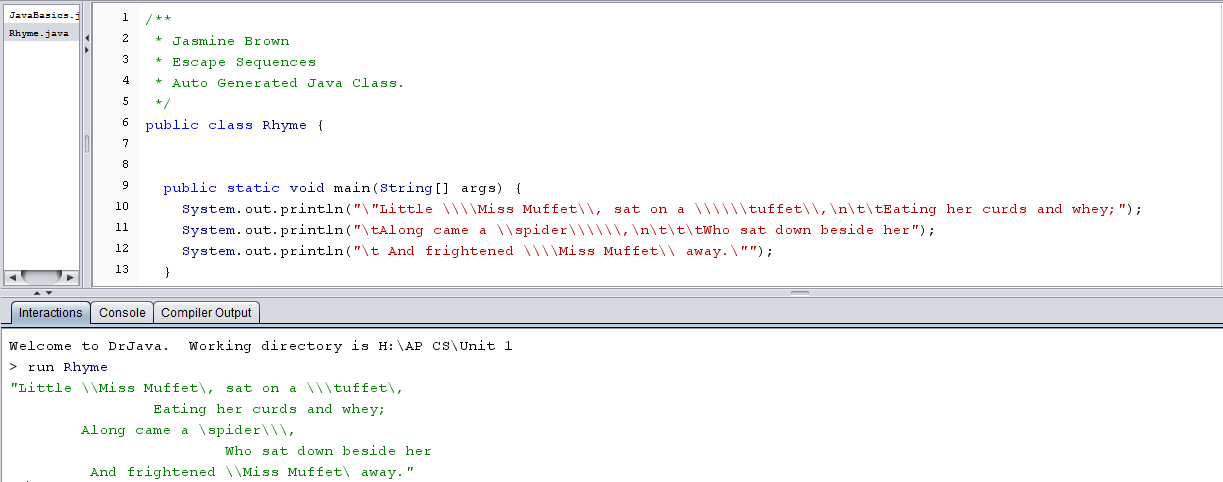 JavaBasics.j
Rhyme.java
1 /**
2  * Jasmine Brown
3  * Escape Sequences
4  * Auto Generated Java Class.
5  */
6 public class Rhyme {
7
8
9   public static void main(String[] args) {
10     System.out.println("\"Little \\\\Miss Muffet\\, sat on a \\\\\\tuffet\\,\n\t\tEating her curds and whey;");
11     System.out.println("\tAlong came a \\spider\\\\\\,\n\t\t\tWho sat down beside her");
12     System.out.println("\t And frightened \\\\Miss Muffet\\ away.\"");
13   }
Interactions Console Compiler Output
Welcome to DrJava.  Working directory is H:\AP CS\Unit 1
> run Rhyme
"Little \\Miss Muffet\, sat on a \\\tuffet\,
                Eating her curds and whey;
        Along came a \spider\\\,
                        Who sat down beside her
         And frightened \\Miss Muffet\ away."